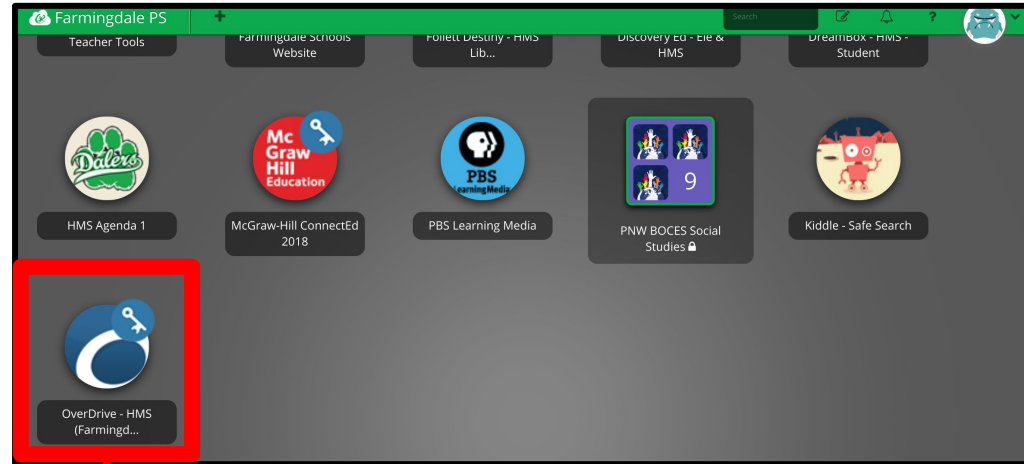 Farmingdale PS
Search
?
Teacher Tools
Farmingdale Schools
Website
Follett Destiny - HMS
Lib...
Discovery Ed - Ele &
HMS
DreamBox - HMS -
Student
Dalers
Mc
Graw
Hill
Education
PBS
LearningMedia
9
HMS Agenda 1
McGraw-Hill ConnectEd
2018
PBS Learning Media
PNW BOCES Social
Studies
Kiddle - Safe Search
OverDrive - HMS
(Farmingd...